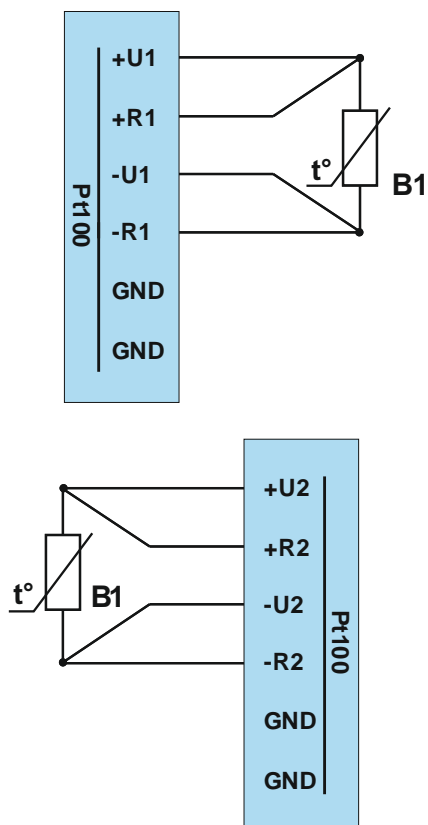 +U1
+R1
-U1
-R1
GND
GND
Pt100
t°
B1
+U2
+R2
-U2
-R2
GND
GND
Pt100
t°
B1